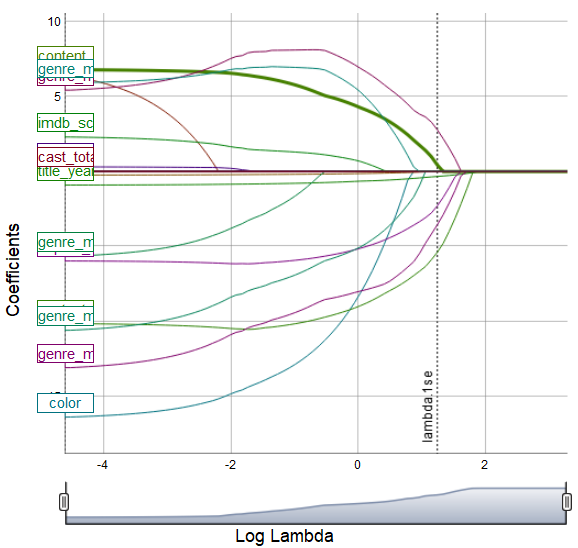 10
content
genre_m
genre_m
5
imdb_sc
cast_tota
title_year
genre_m
genre_m
genre_m
color
lambda.1se
-4
-2
0
2
Coefficients
Log Lambda